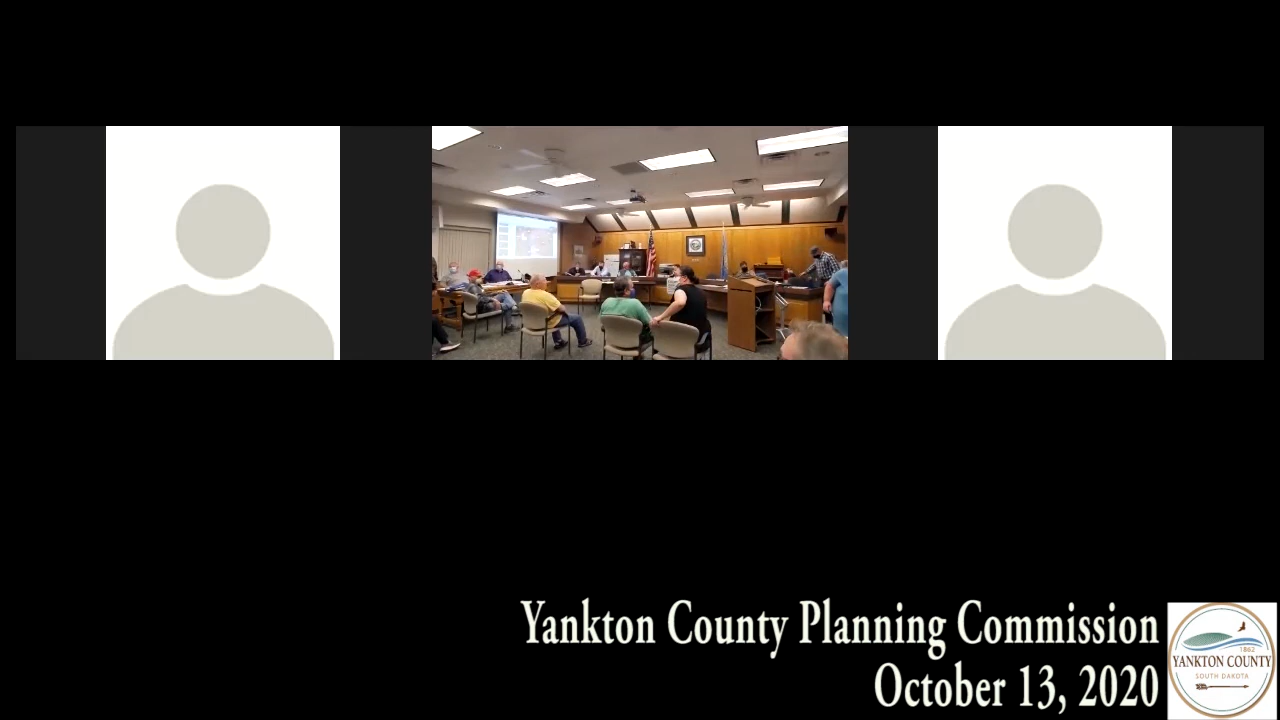 Yankton County Planning Commission
October 13, 2020
1862
YANKTON COUNTY
SOUTH DAKOTA